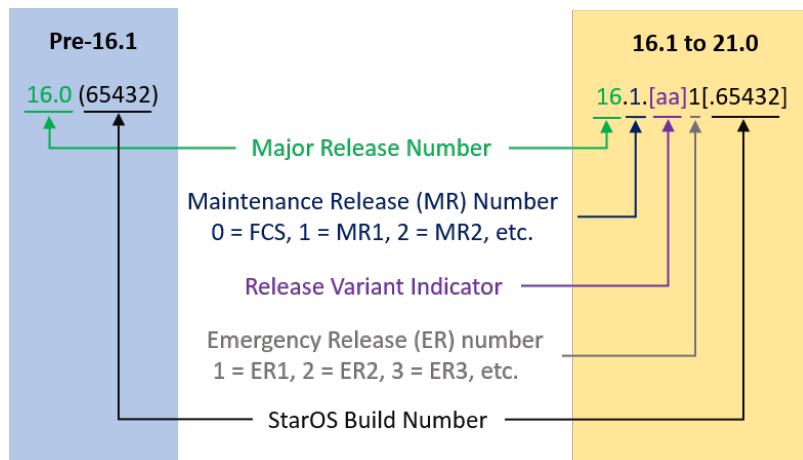 Pre-16.1
16.1 to 21.0
16.0 (65432)
16.1.[aa]1[.65432]
Major Release Number
Maintenance Release (MR) Number
0 = FCS, 1 = MR1, 2 = MR2, etc.
Release Variant Indicator
Emergency Release (ER) number
1 = ER1, 2 = ER2, 3 = ER3, etc.
StarOS Build Number